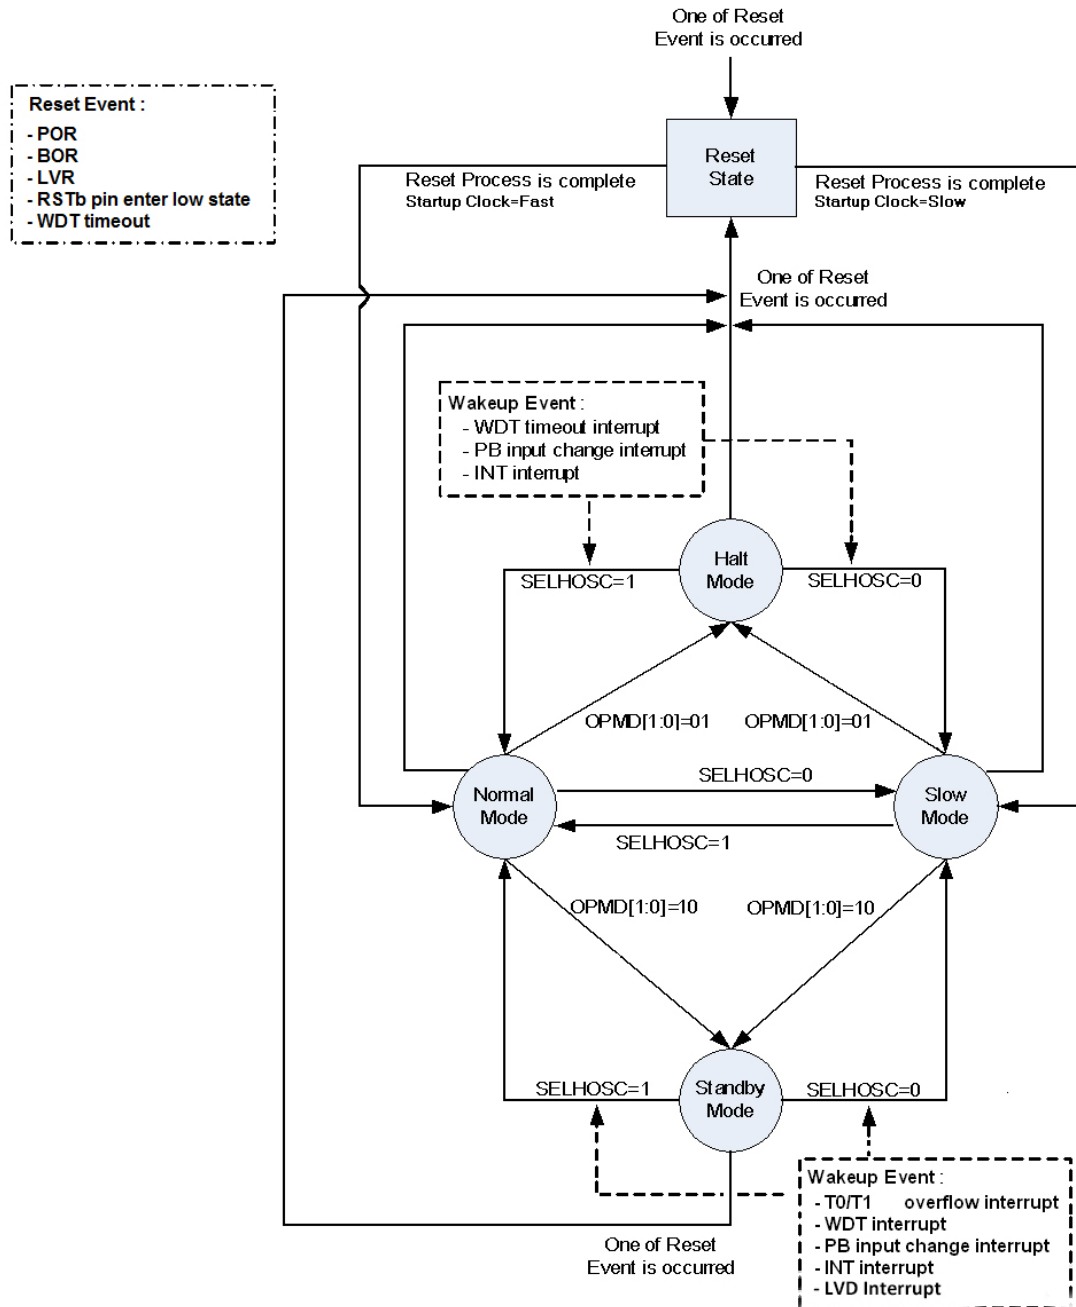 One of Reset
Event is occurred
Reset Event :
- POR
- BOR
- LVR
- RSTb pin enter low state
- WDT timeout
Reset
State
Reset Process is complete
Startup Clock=Fast
Reset Process is complete
Startup Clock=Slow
One of Reset
Event is occurred
Wakeup Event :
- WDT timeout interrupt
- PB input change interrupt
- INT interrupt
Halt
Mode
SELHOSC=1
SELHOSC=0
OPMD[1:0]=01
OPMD[1:0]=01
SELHOSC=0
Normal
Mode
Slow
Mode
SELHOSC=1
OPMD[1:0]=10
OPMD[1:0]=10
SELHOSC=1
Standby
Mode
SELHOSC=0
Wakeup Event :
- T0/T1 overflow interrupt
- WDT interrupt
- PB input change interrupt
- INT interrupt
- LVD Interrupt
One of Reset
Event is occurred